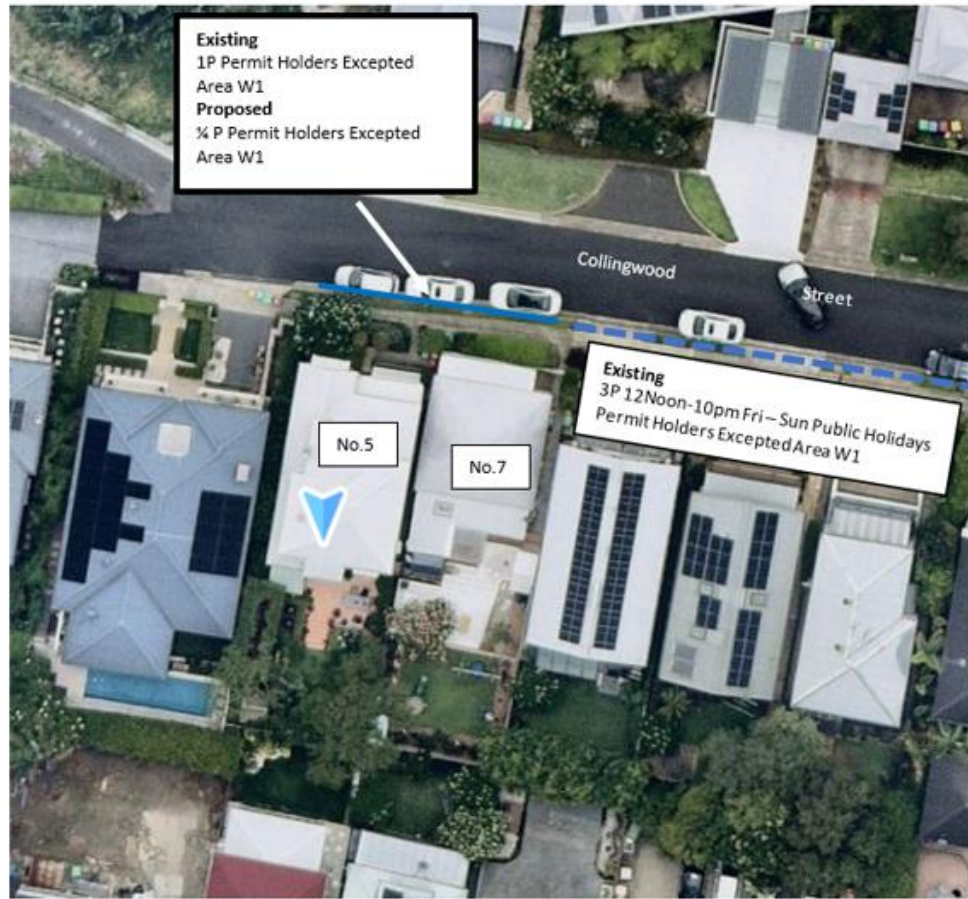 Existing
1P Permit Holders Excepted
Area W1
Proposed
¼ P Permit Holders Excepted
Area W1
Collingwood
Street
Existing
3P 12Noon-10pm Fri – Sun Public Holidays
Permit Holders Excepted Area W1
No.5
No.7